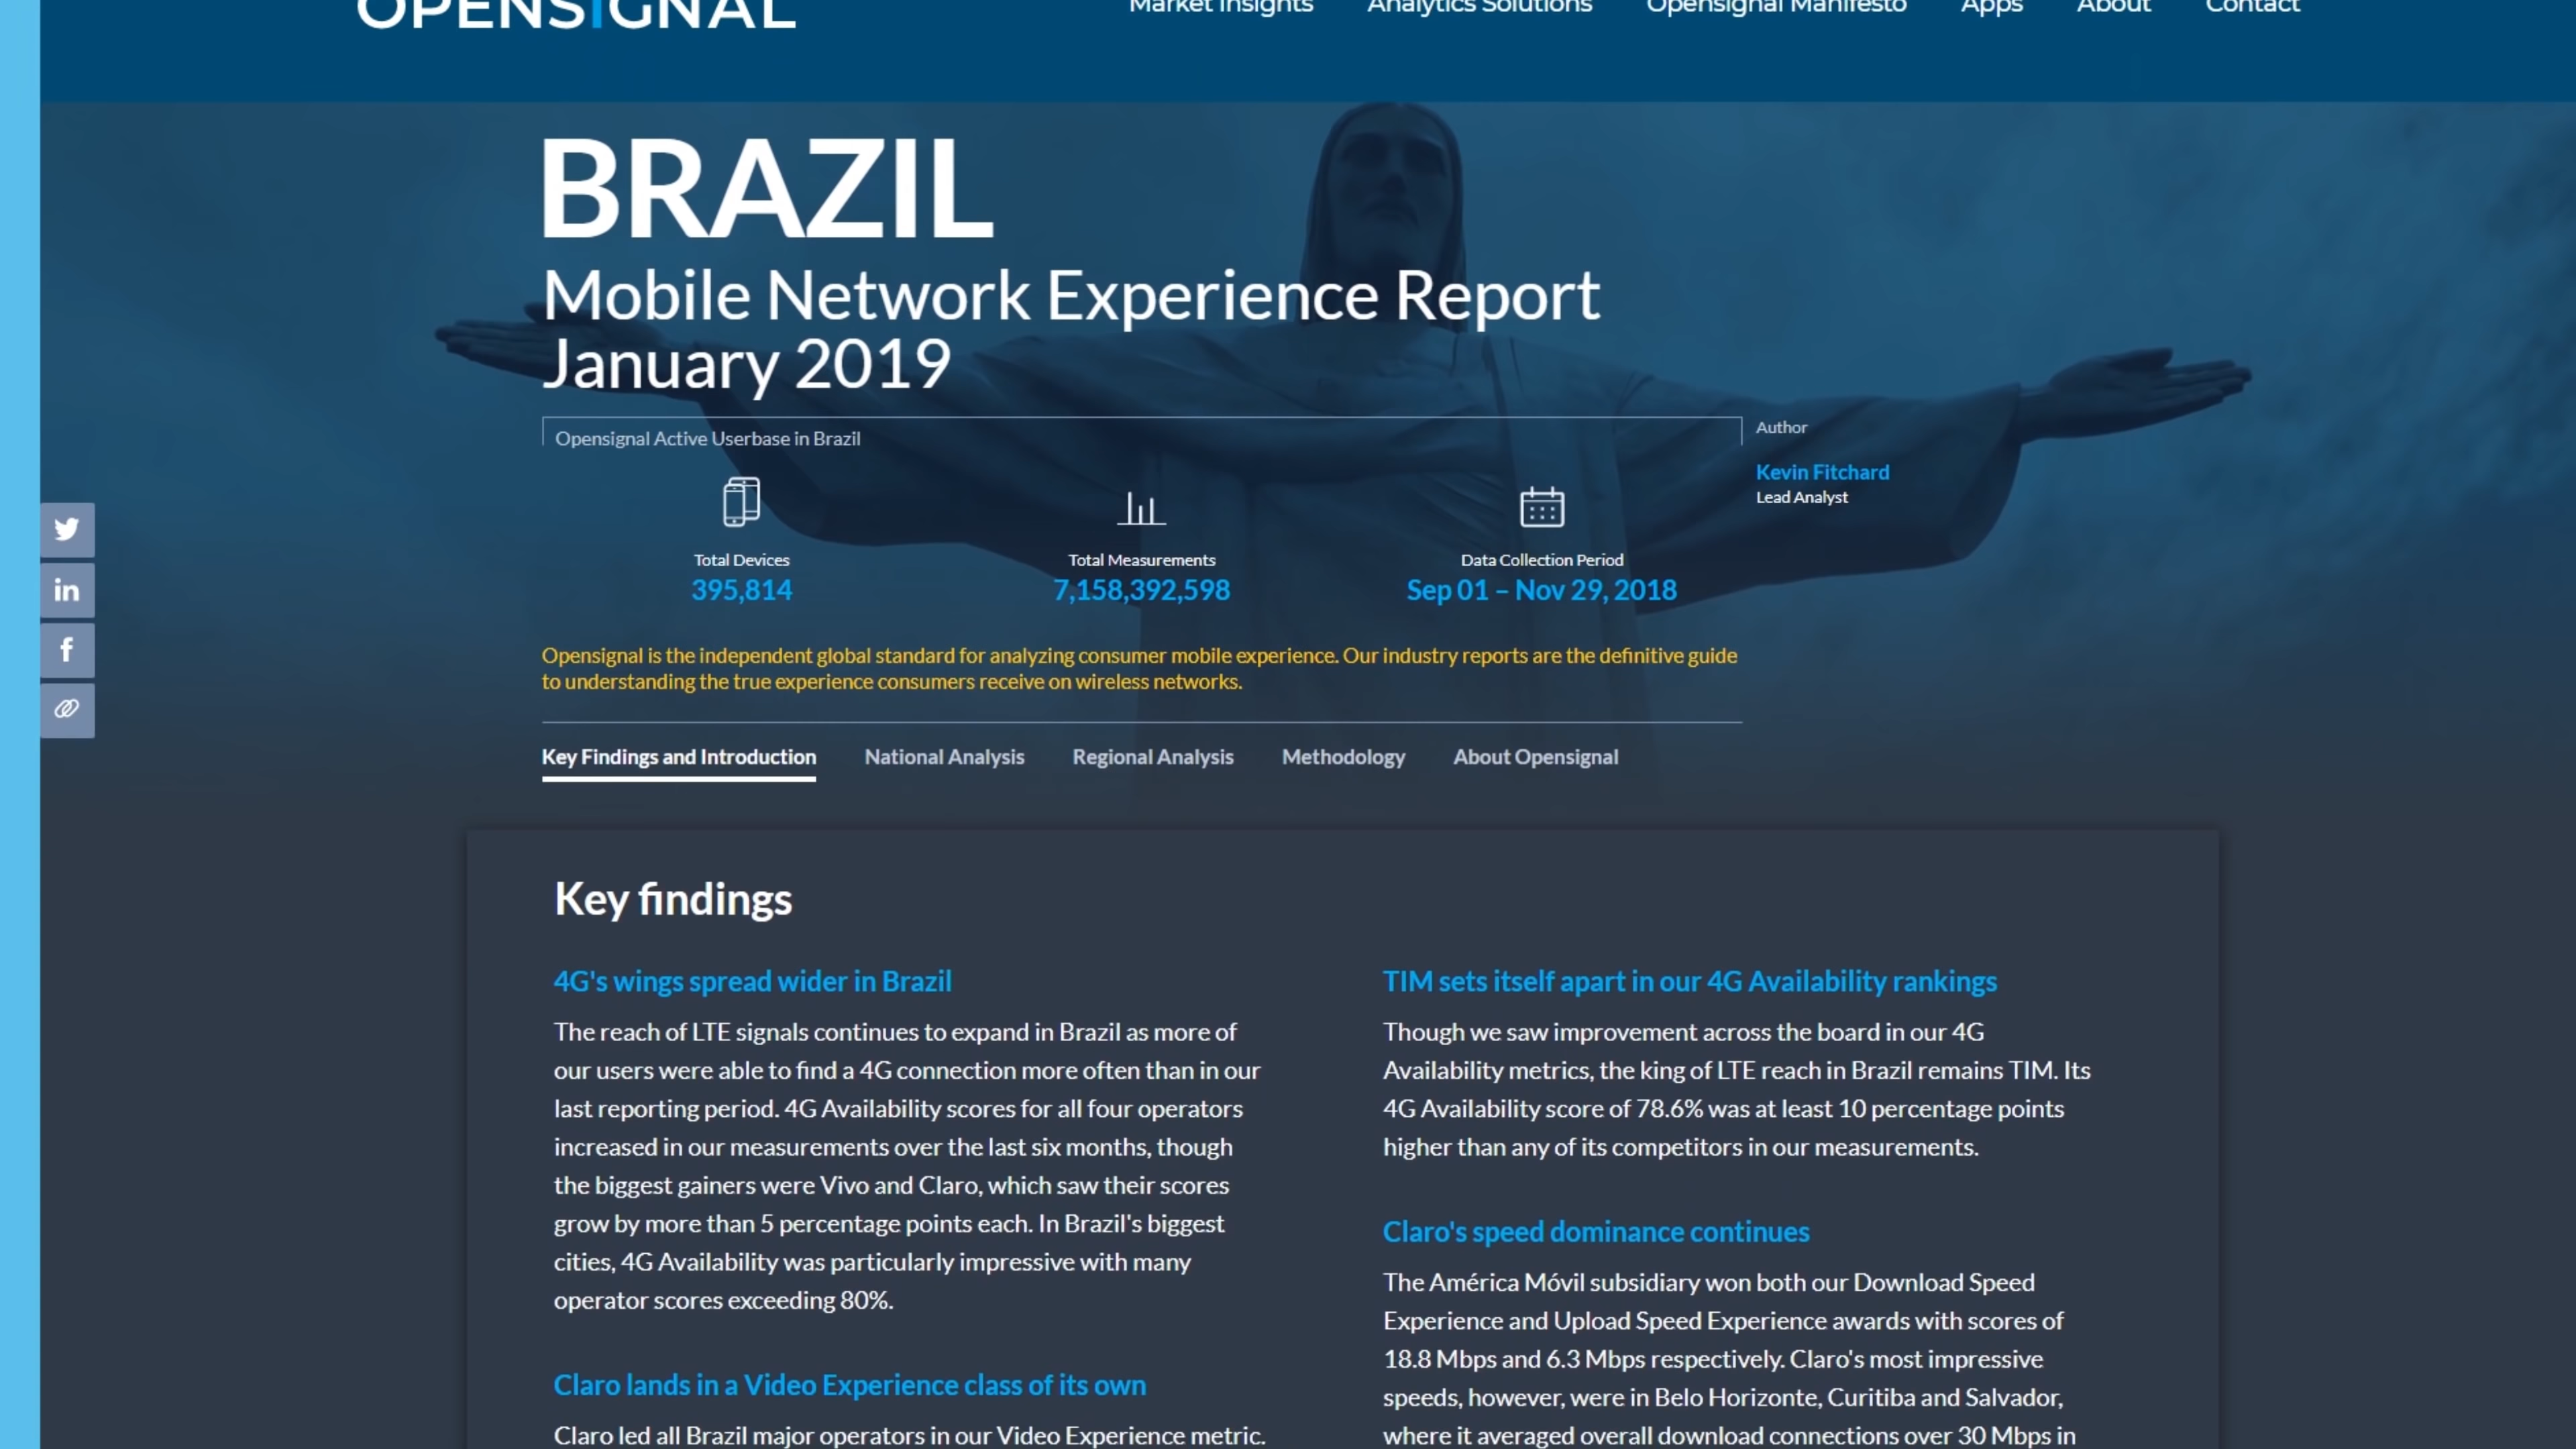 OPENSIGNAL
Market Insights
Analytics Solutions
Opensignal Manifesto
Apps
About
Contact
BRAZIL
Mobile Network Experience Report
January 2019
Opensignal Active Userbase in Brazil
Author
Kevin Fitchard
Lead Analyst
Total Devices
395,814
Total Measurements
7,158,392,598
Data Collection Period
Sep 01 – Nov 29, 2018
Opensignal is the independent global standard for analyzing consumer mobile experience. Our industry reports are the definitive guide
to understanding the true experience consumers receive on wireless networks.
Key Findings and Introduction
National Analysis
Regional Analysis
Methodology
About Opensignal
Key findings
4G's wings spread wider in Brazil
The reach of LTE signals continues to expand in Brazil as more of
our users were able to find a 4G connection more often than in our
last reporting period. 4G Availability scores for all four operators
increased in our measurements over the last six months, though
the biggest gainers were Vivo and Claro, which saw their scores
grow by more than 5 percentage points each. In Brazil's biggest
cities, 4G Availability was particularly impressive with many
operator scores exceeding 80%.
Claro lands in a Video Experience class of its own
Claro led all Brazil major operators in our Video Experience metric.
TIM sets itself apart in our 4G Availability rankings
Though we saw improvement across the board in our 4G
Availability metrics, the king of LTE reach in Brazil remains TIM. Its
4G Availability score of 78.6% was at least 10 percentage points
higher than any of its competitors in our measurements.
Claro's speed dominance continues
The América Móvil subsidiary won both our Download Speed
Experience and Upload Speed Experience awards with scores of
18.8 Mbps and 6.3 Mbps respectively. Claro's most impressive
speeds, however, were in Belo Horizonte, Curitiba and Salvador,
where it averaged overall download connections over 30 Mbps in